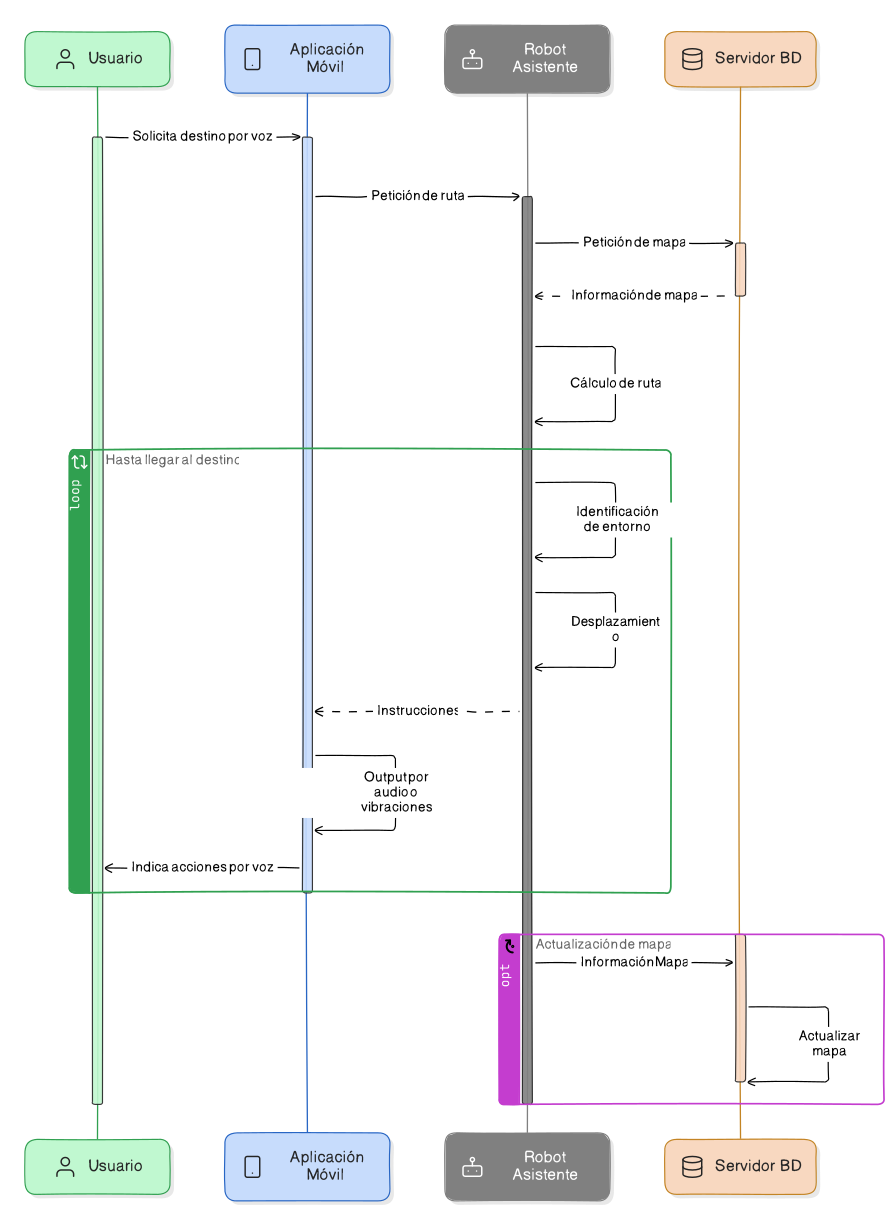 Usuario
Aplicación
Móvil
Robot
Asistente
Servidor BD
Solicita destino por voz
Petición de ruta
Petición de mapa
Información de mapa
Cálculo de ruta
loop
Hasta llegar al destino
Identificación
de entorno
Desplazamient
o
Instrucciones
Output por
audio o
vibraciones
Indica acciones por voz
opt
Actualización de mapa
Información Mapa
Actualizar
mapa
Usuario
Aplicación
Móvil
Robot
Asistente
Servidor BD